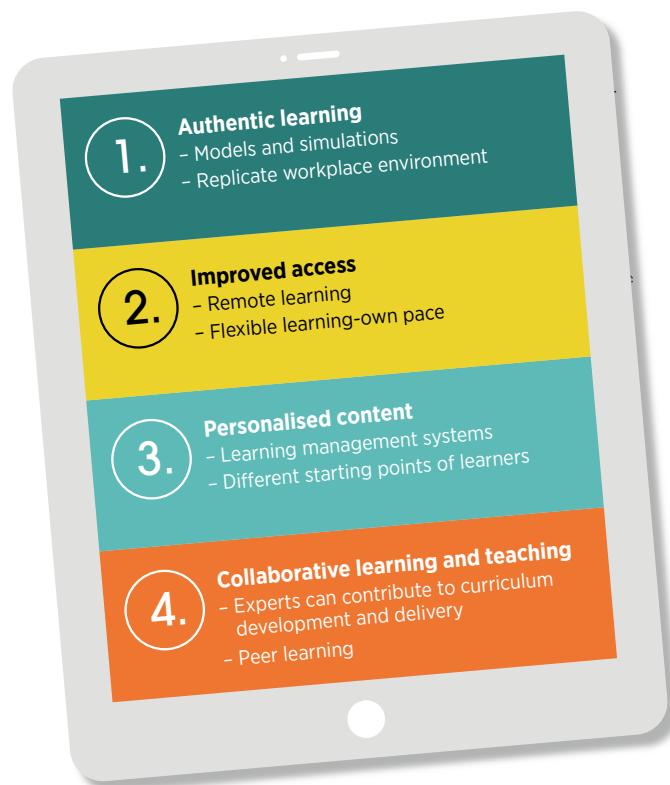 1.
Authentic learning
– Models and simulations
– Replicate workplace environment
2.
Improved access
– Remote learning
– Flexible learning-own pace
3.
Personalised content
– Learning management systems
– Different starting points of learners
4.
Collaborative learning and teaching
– Experts can contribute to curriculum
development and delivery
– Peer learning